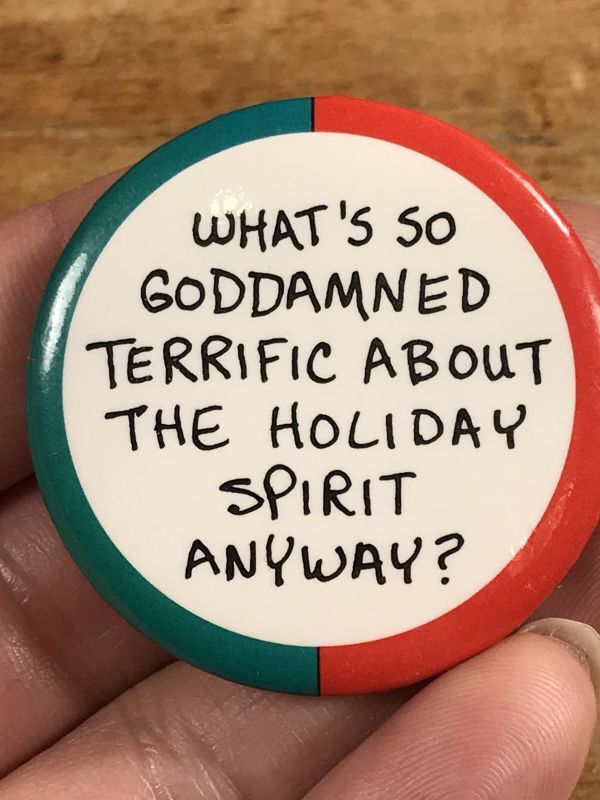 WHAT'S SO
GODDAMNED
TERRIFIC ABOUT
THE HOLIDAY
SPIRIT
ANYWAY?